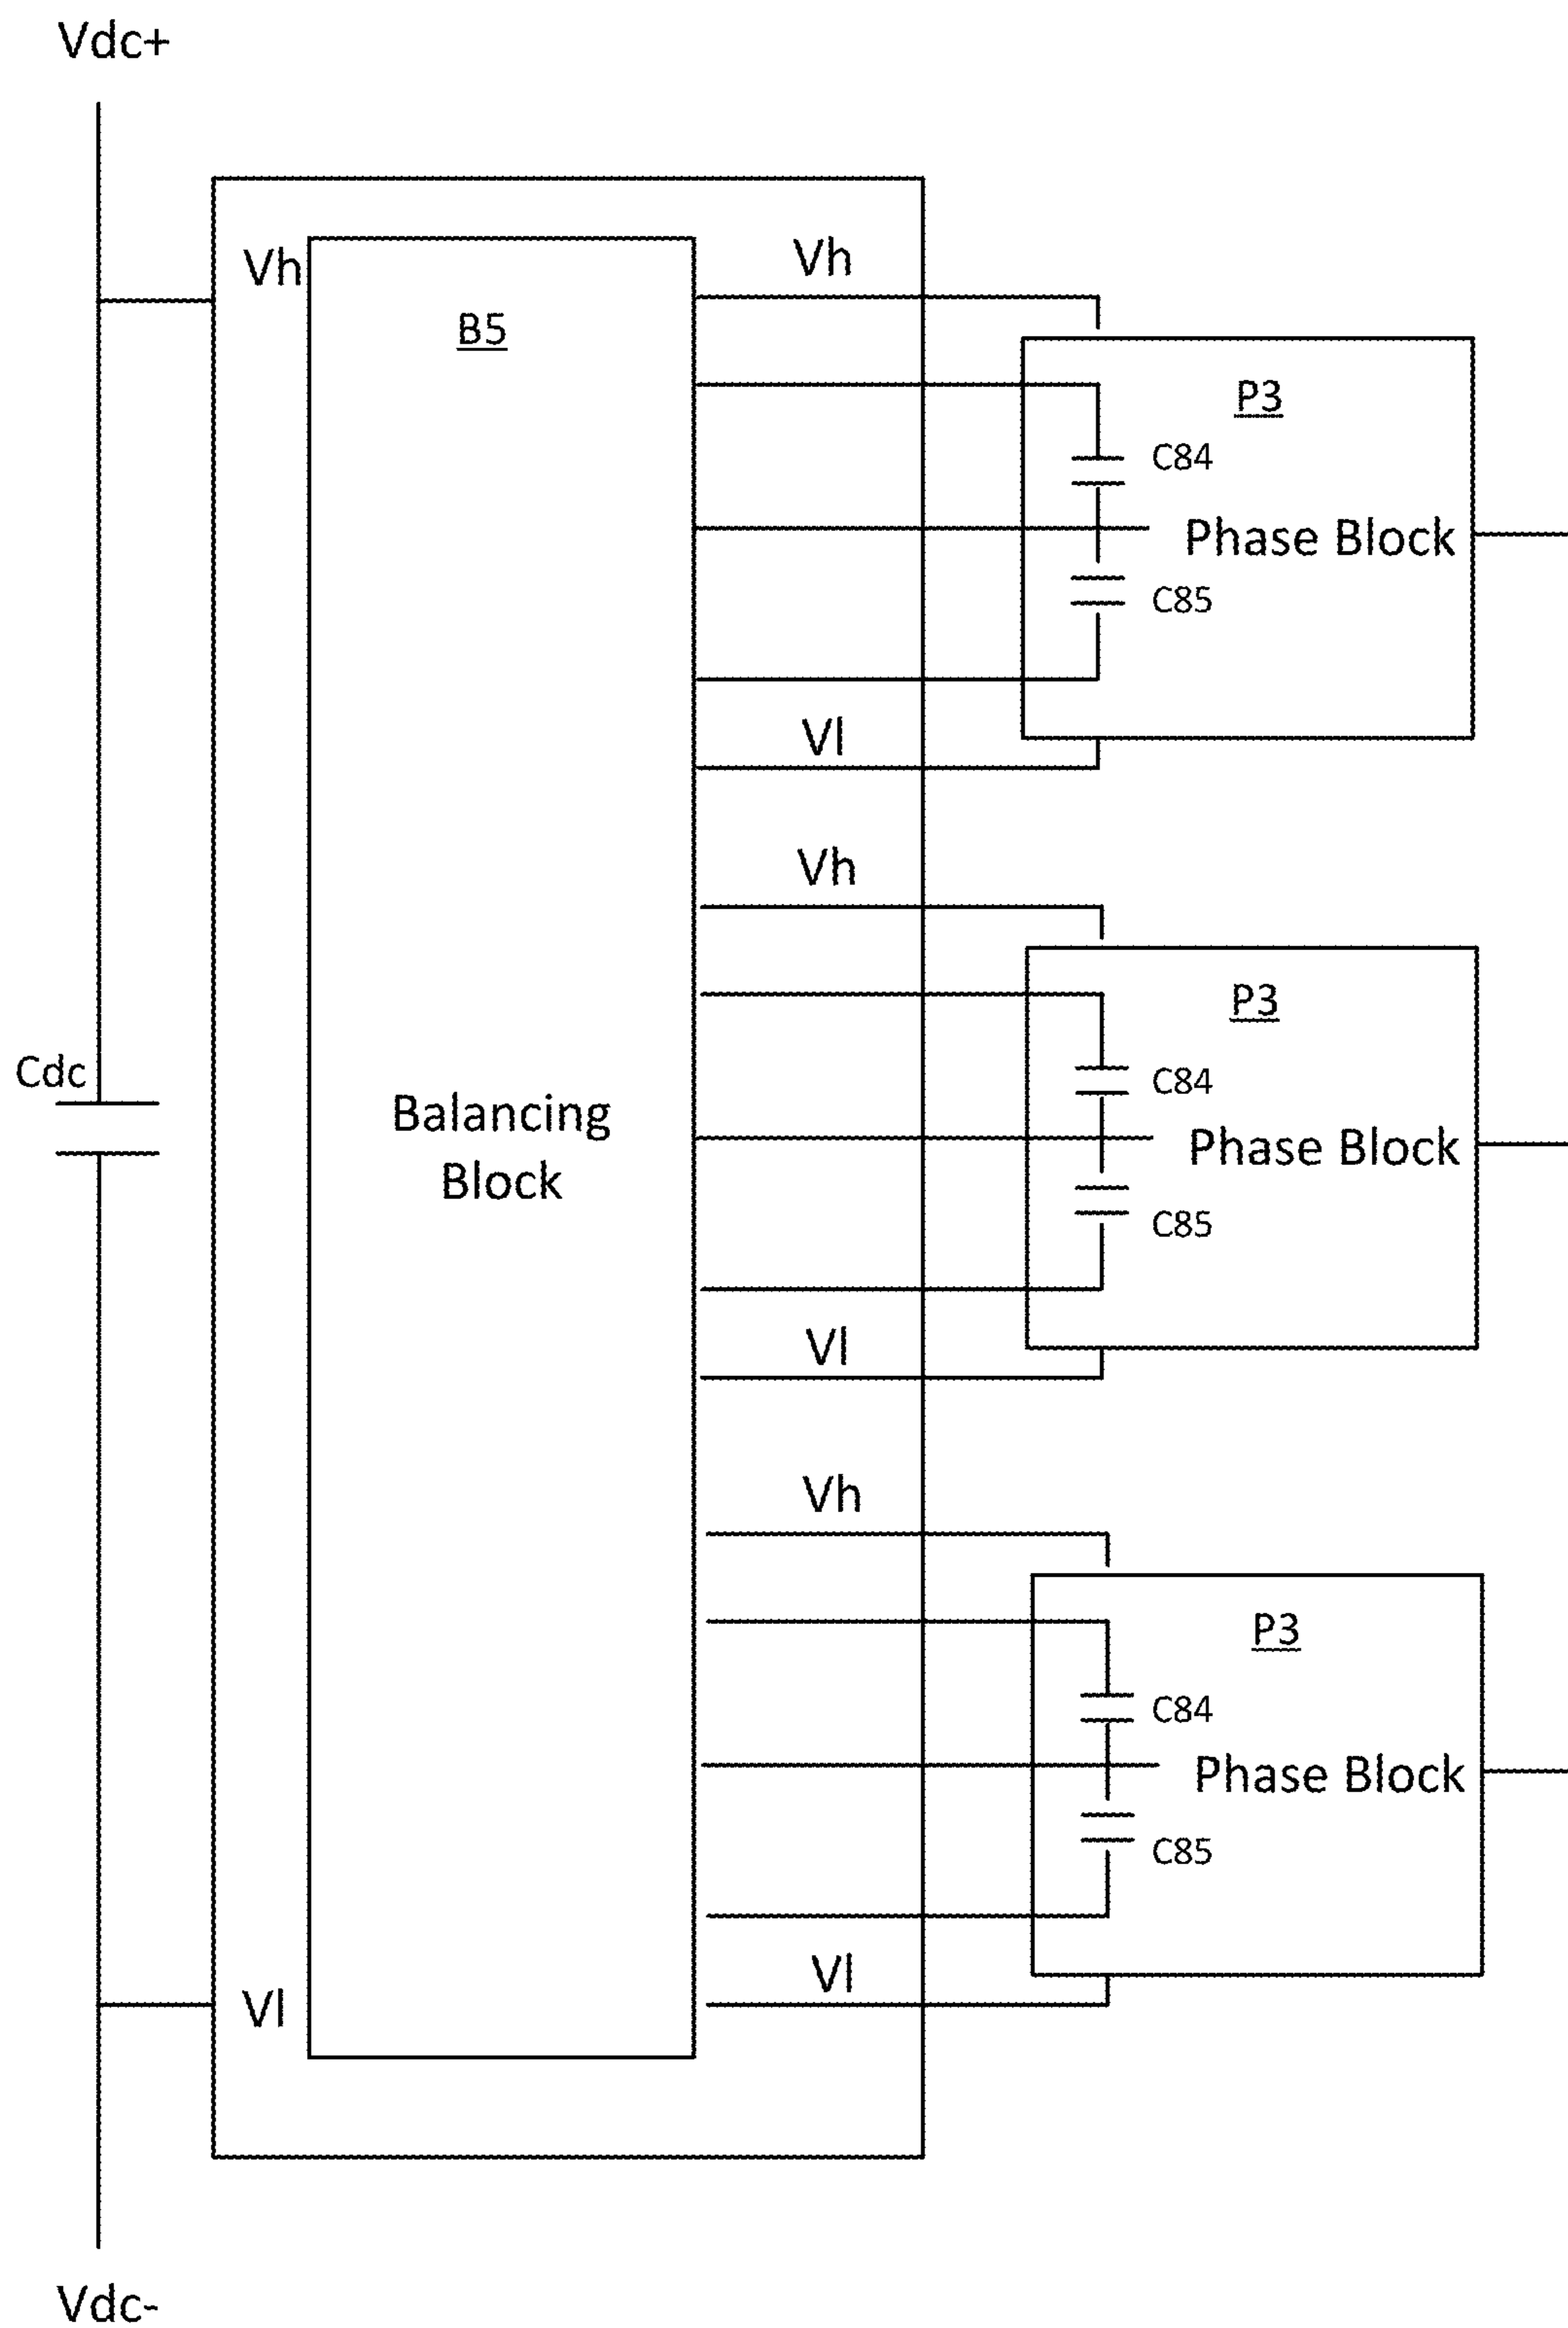 Vdc+
Vh
Vh
B5
P3
C84
Phase Block
C85
Vl
Vh
P3
Cdc
C84
Balancing
Block
Phase Block
C85
Vl
Vh
P3
C84
Phase Block
C85
Vl
Vl
Vdc-